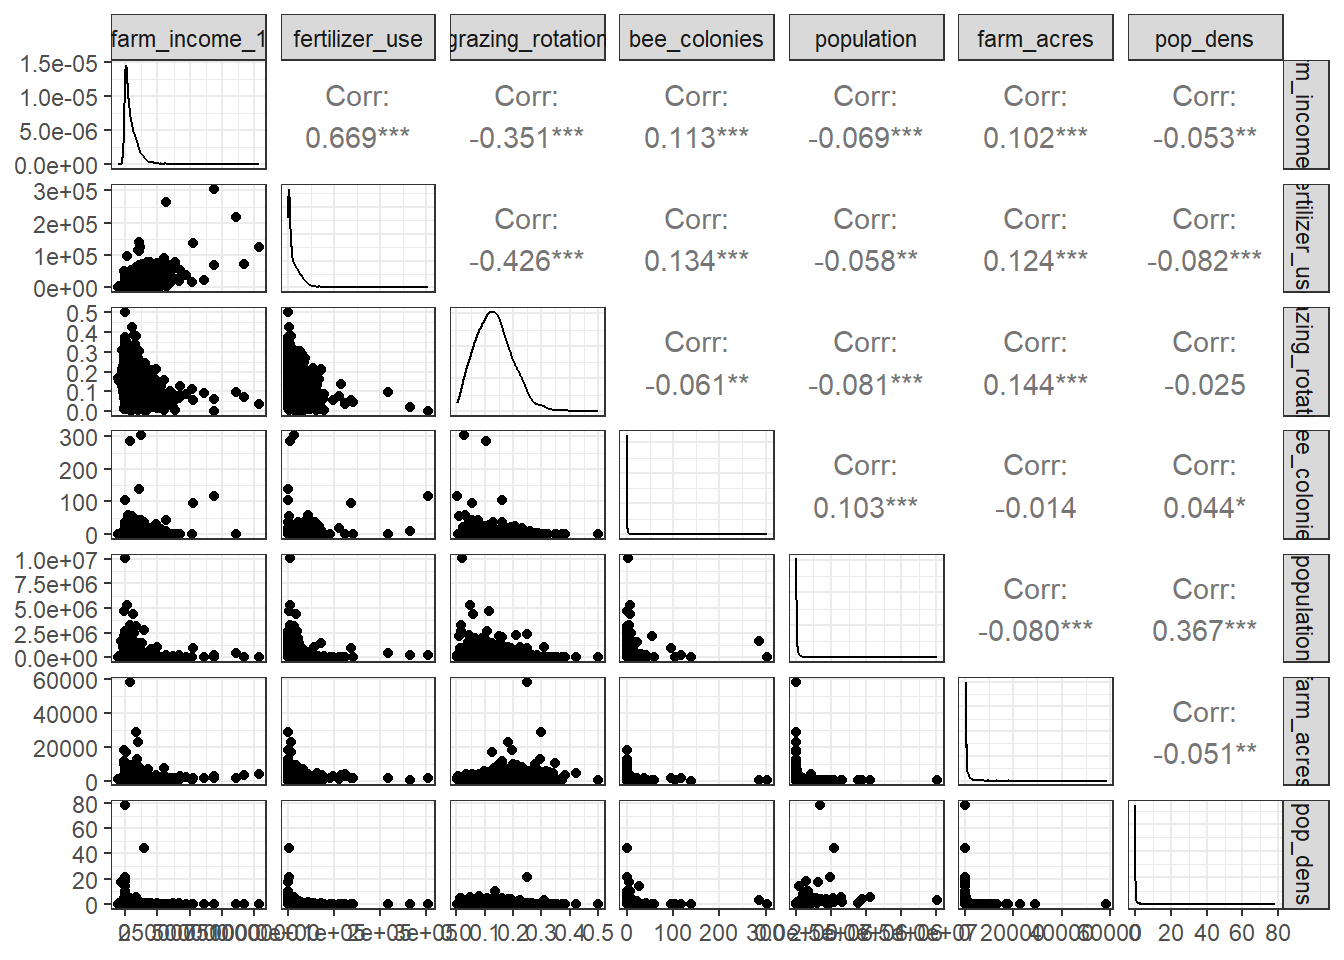 farm_income_1
fertilizer_use
grazing_rotation
bee_colonies
population
farm_acres
pop_dens
1.5e-05
1.0e-05
5.0e-06
0.0e+00
Corr:
0.669***
Corr:
-0.351***
Corr:
0.113***
Corr:
-0.069***
Corr:
0.102***
Corr:
-0.053**
m_income
3e+05
2e+05
1e+05
0e+00
Corr:
-0.426***
Corr:
0.134***
Corr:
-0.058**
Corr:
0.124***
Corr:
-0.082***
ertilizer_us
0.5
0.4
0.3
0.2
0.1
0.0
Corr:
-0.061**
Corr:
-0.081***
Corr:
0.144***
Corr:
-0.025
azing_rotat
300
200
100
0
Corr:
0.103***
Corr:
-0.014
Corr:
0.044*
ee_colonie
1.0e+07
7.5e+06
5.0e+06
2.5e+06
0.0e+00
Corr:
-0.080***
Corr:
0.367***
population
60000
40000
20000
0
Corr:
-0.051**
farm_acres
80
60
40
20
0
pop_dens
0.1
0.2
0.3
0.4
0.5
0
100
200
300
0
20000
40000
60000
0
20
40
60
80